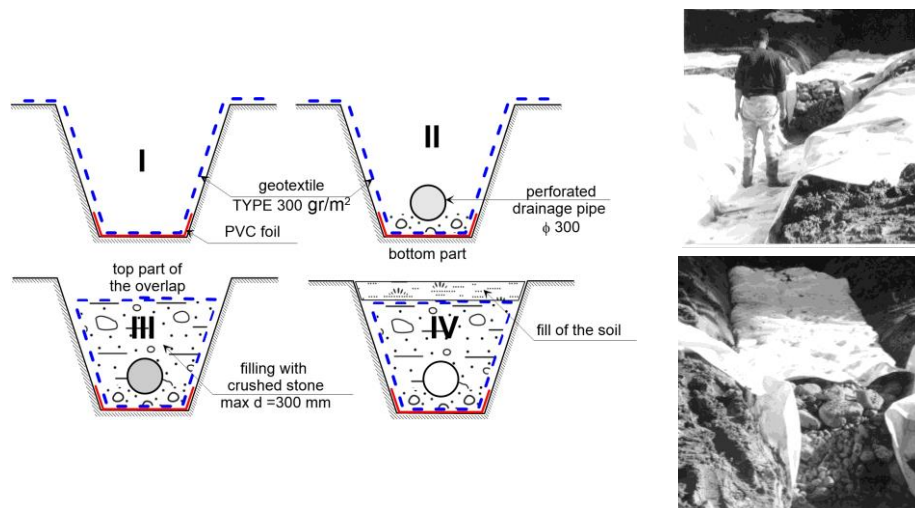 I
II
geotextile
TYPE 300 gr/m²
PVC foil
perforated
drainage pipe
ϕ 300
bottom part
top part of
the overlap
III
IV
filling with
crushed stone
max d =300 mm
fill of the soil